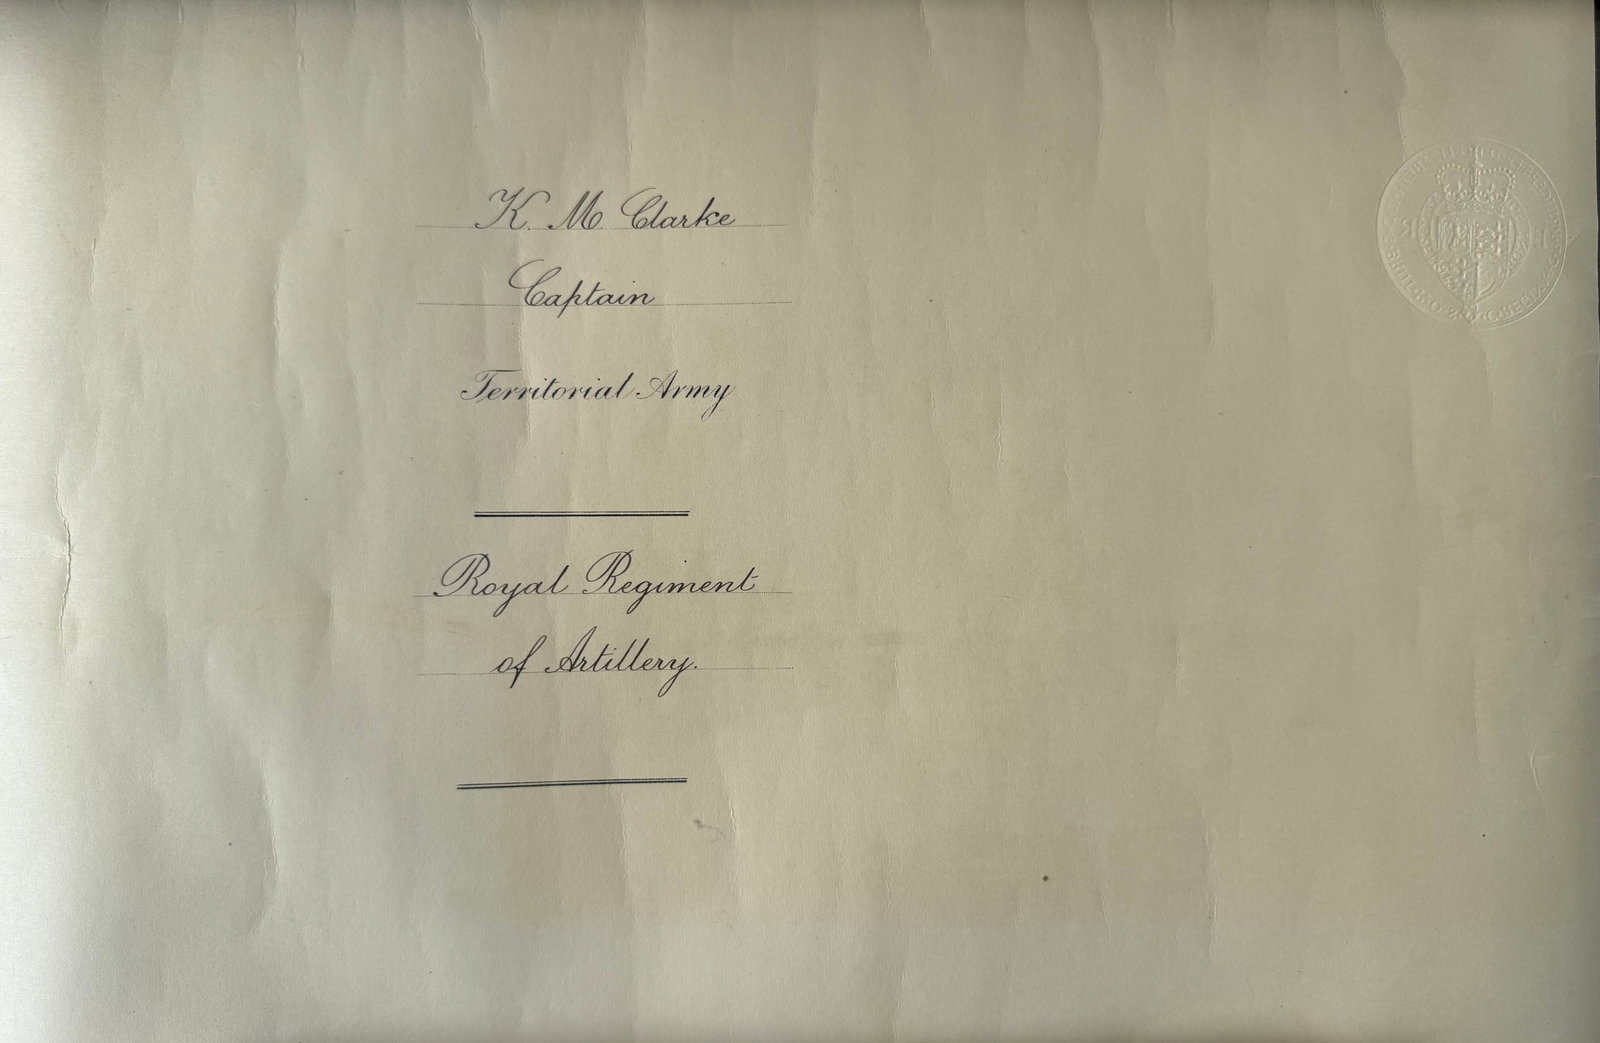 K. M. Clarke
Captain
Territorial Army
Royal Regiment
of Artillery.